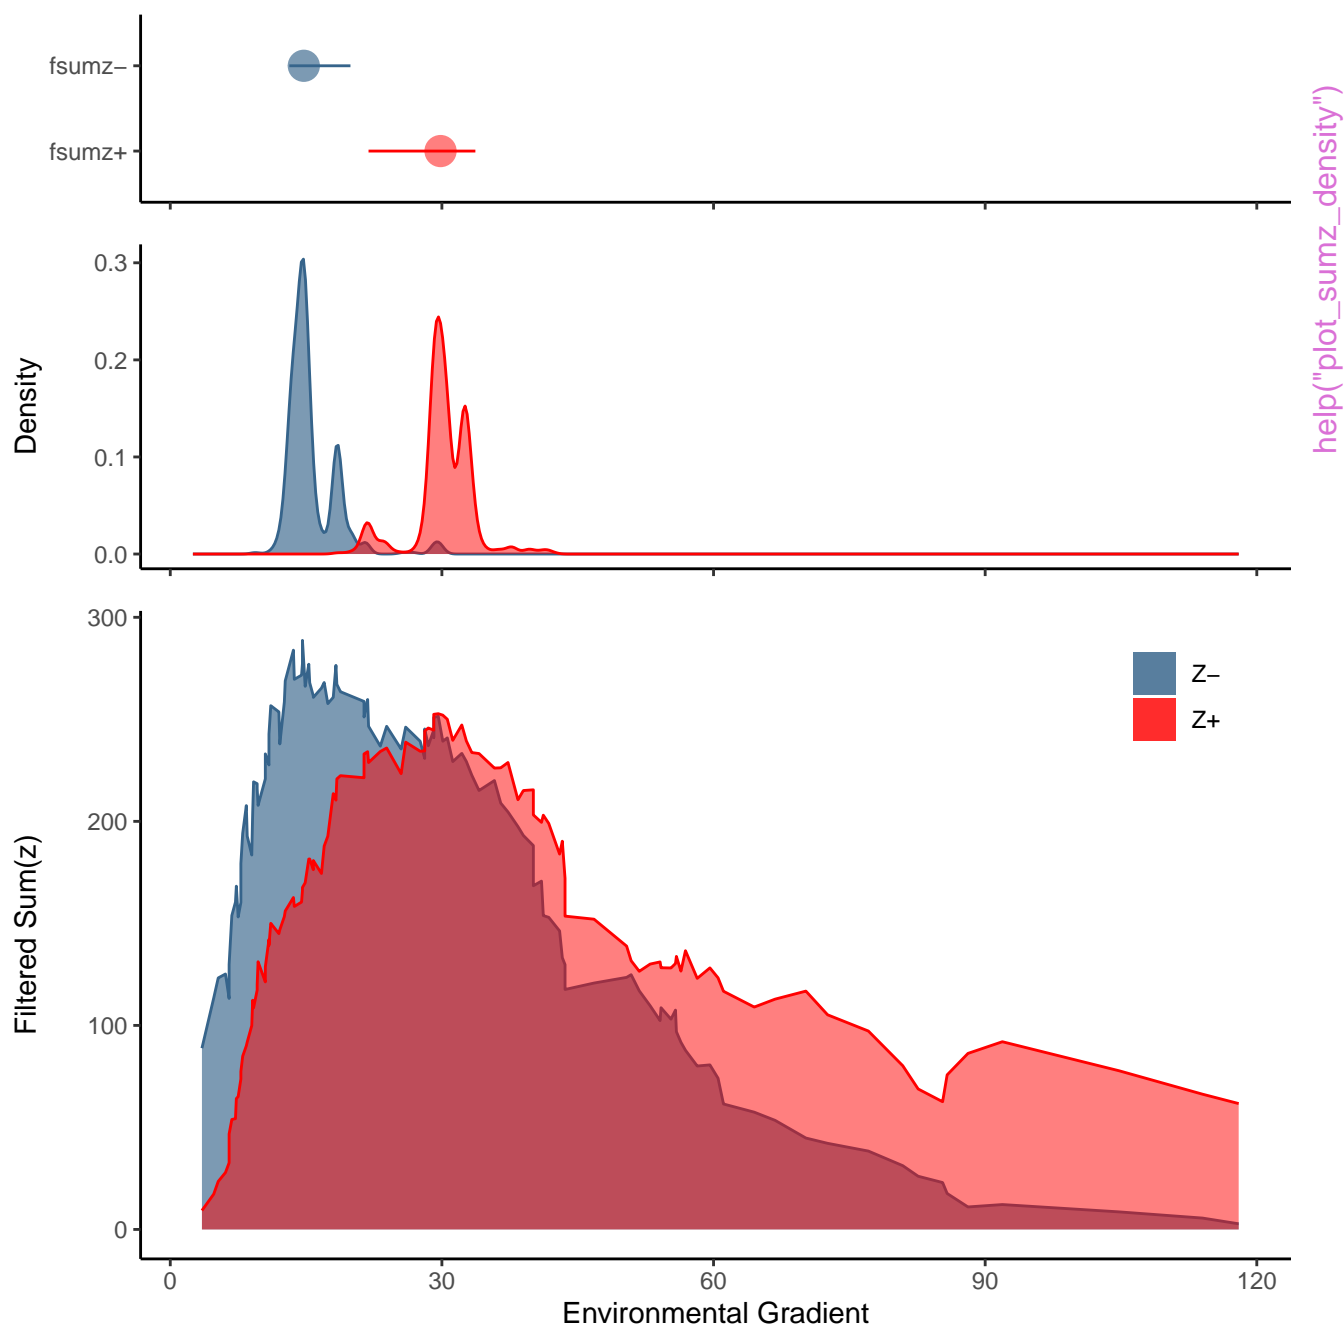 fsumz−
fsumz+
help("plot_sumz_density")
0.3
0.2
0.1
0.0
Density
300
200
100
0
Filtered Sum(z)
Z−
Z+
0 30 60 90 120
Environmental Gradient